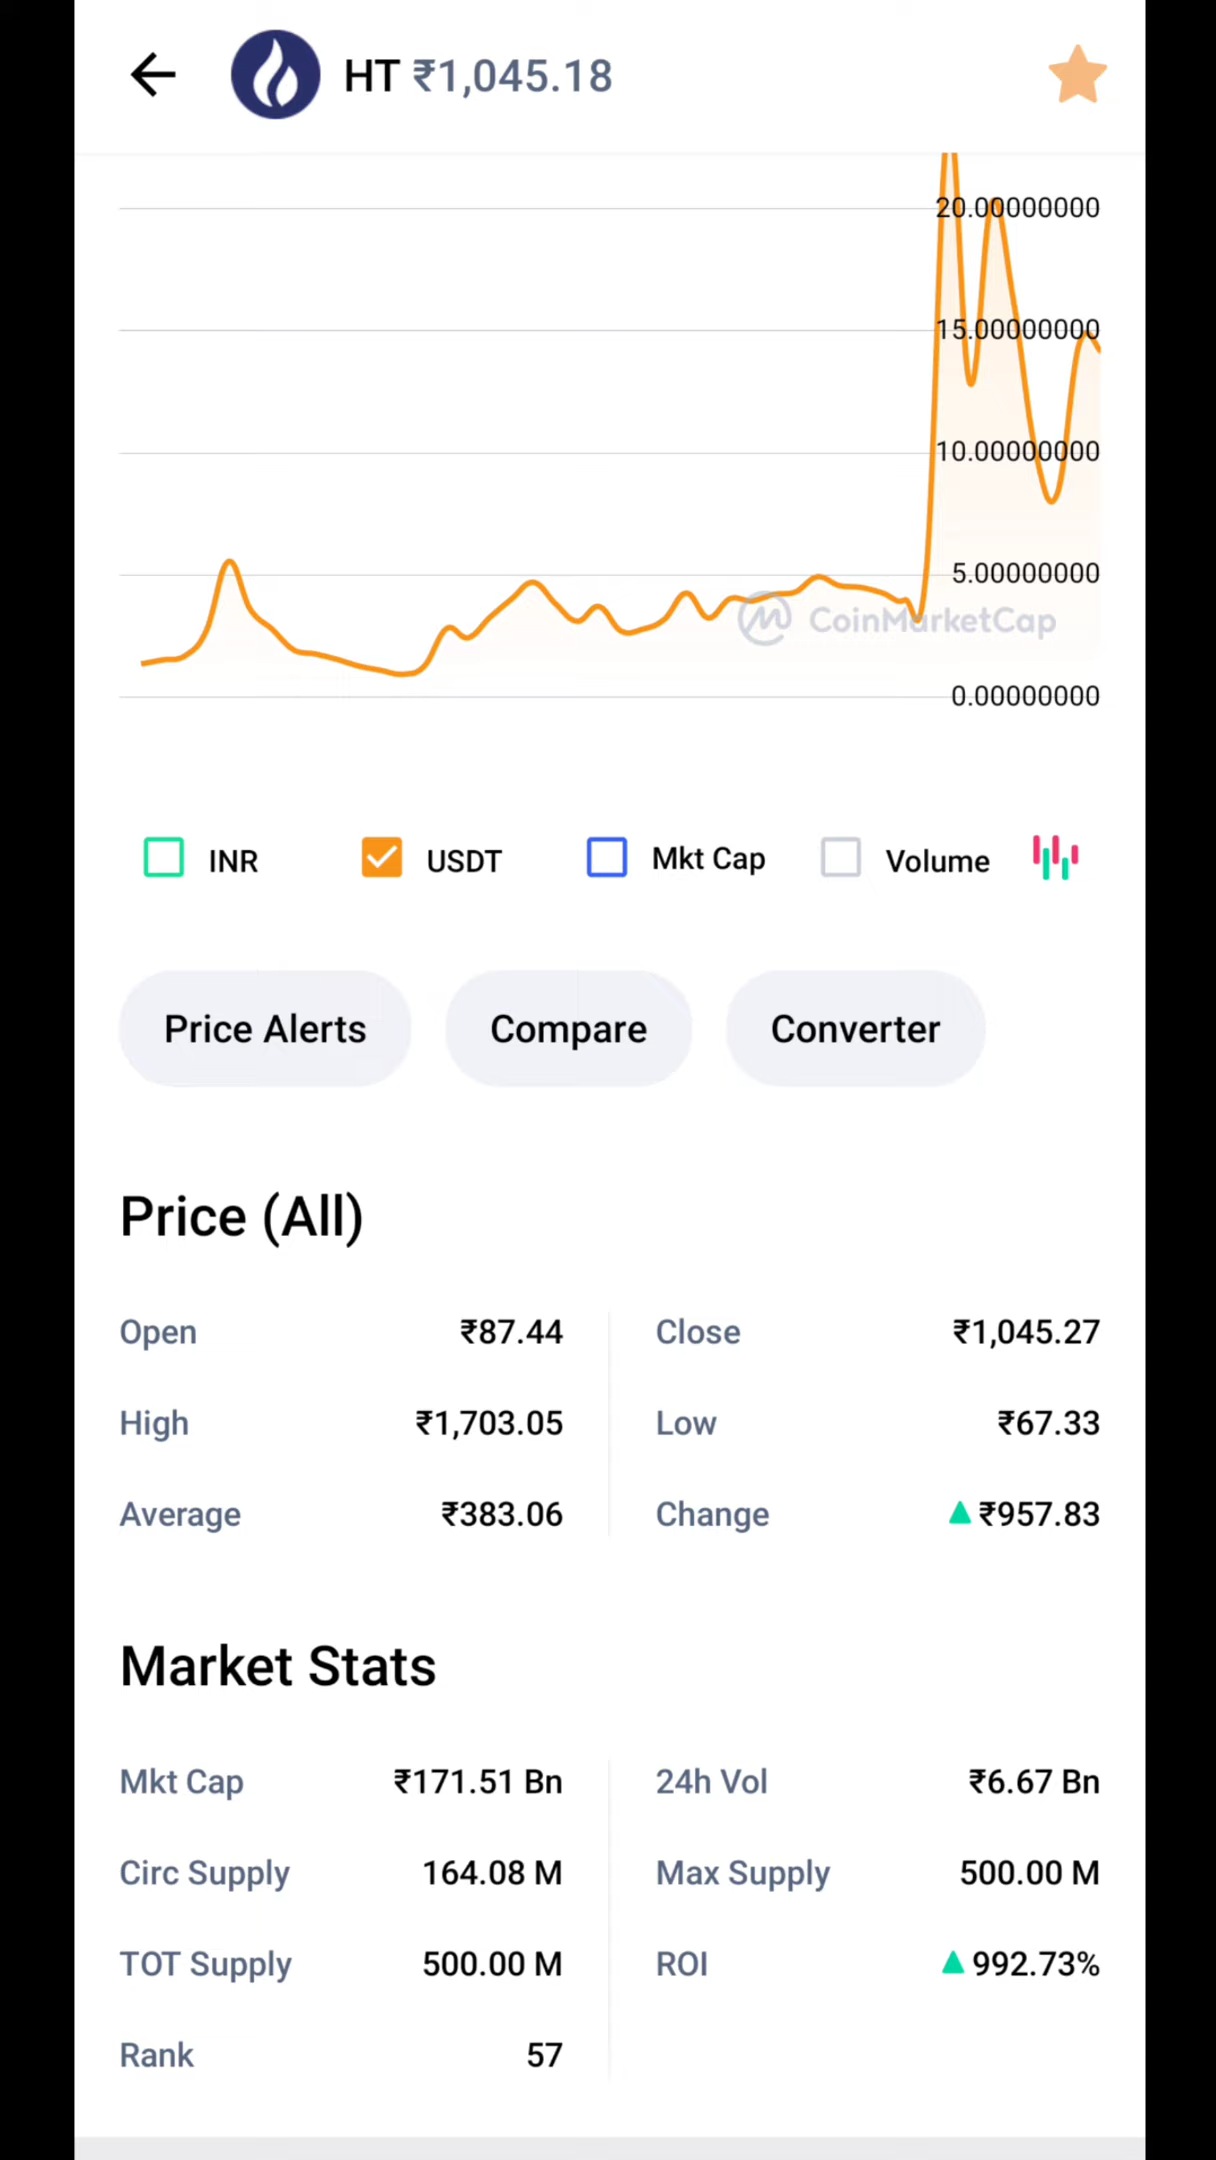 HT ₹1,045.18
20.00000000
15.00000000
10.00000000
5.00000000
CoinMarketCap
0.00000000
INR USDT Mkt Cap Volume
Price Alerts Compare Converter
Price (All)
Open ₹87.44 Close ₹1,045.27
High ₹1,703.05 Low ₹67.33
Average ₹383.06 Change ▲₹957.83
Market Stats
Mkt Cap ₹171.51 Bn 24h Vol ₹6.67 Bn
Circ Supply 164.08 M Max Supply 500.00 M
TOT Supply 500.00 M ROI ▲992.73%
Rank 57